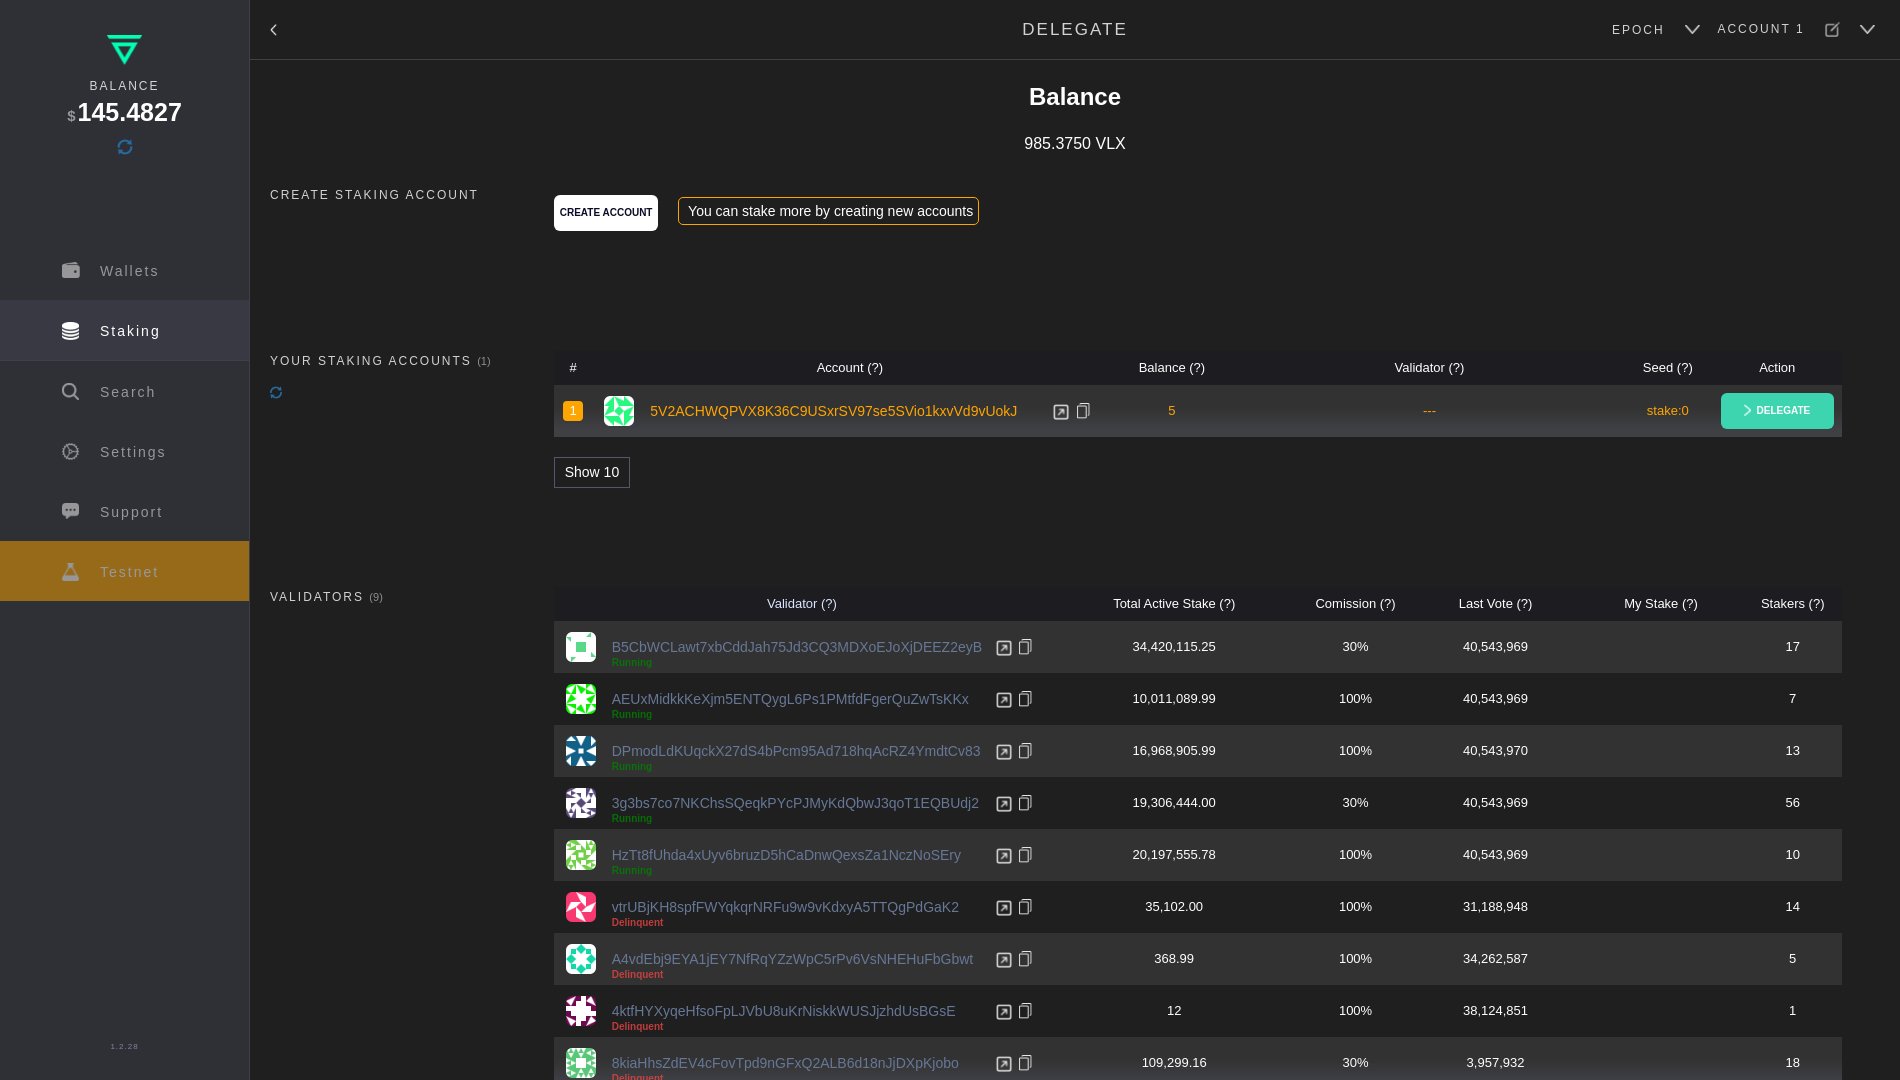 BALANCE
$145.4827
Wallets
Staking
Search
Settings
Support
Testnet
1.2.28
DELEGATE
EPOCH
ACCOUNT 1
Balance
985.3750 VLX
CREATE STAKING ACCOUNT
CREATE ACCOUNT
You can stake more by creating new accounts
YOUR STAKING ACCOUNTS (1)
# Account (?) Balance (?) Validator (?) Seed (?) Action
1 5V2ACHWQPVX8K36C9USxrSV97se5SVio1kxvVd9vUokJ 5 --- stake:0 DELEGATE
Show 10
VALIDATORS (9)
Validator (?) Total Active Stake (?) Comission (?) Last Vote (?) My Stake (?) Stakers (?)
B5CbWCLawt7xbCddJah75Jd3CQ3MDXoEJoXjDEEZ2eyB 34,420,115.25 30% 40,543,969 17
Running
AEUxMidkkKeXjm5ENTQygL6Ps1PMtfdFgerQuZwTsKKx 10,011,089.99 100% 40,543,969 7
Running
DPmodLdKUqckX27dS4bPcm95Ad718hqAcRZ4YmdtCv83 16,968,905.99 100% 40,543,970 13
Running
3g3bs7co7NKChsSQeqkPYcPJMyKdQbwJ3qoT1EQBUdj2 19,306,444.00 30% 40,543,969 56
Running
HzTt8fUhda4xUyv6bruzD5hCaDnwQexsZa1NczNoSEry 20,197,555.78 100% 40,543,969 10
Running
vtrUBjKH8spfFWYqkqrNRFu9w9vKdxyA5TTQgPdGaK2 35,102.00 100% 31,188,948 14
Delinquent
A4vdEbj9EYA1jEY7NfRqYZzWpC5rPv6VsNHEHuFbGbwt 368.99 100% 34,262,587 5
Delinquent
4ktfHYXyqeHfsoFpLJVbU8uKrNiskkWUSJjzhdUsBGsE 12 100% 38,124,851 1
Delinquent
8kiaHhsZdEV4cFovTpd9nGFxQ2ALB6d18nJjDXpKjobo 109,299.16 30% 3,957,932 18
Delinquent